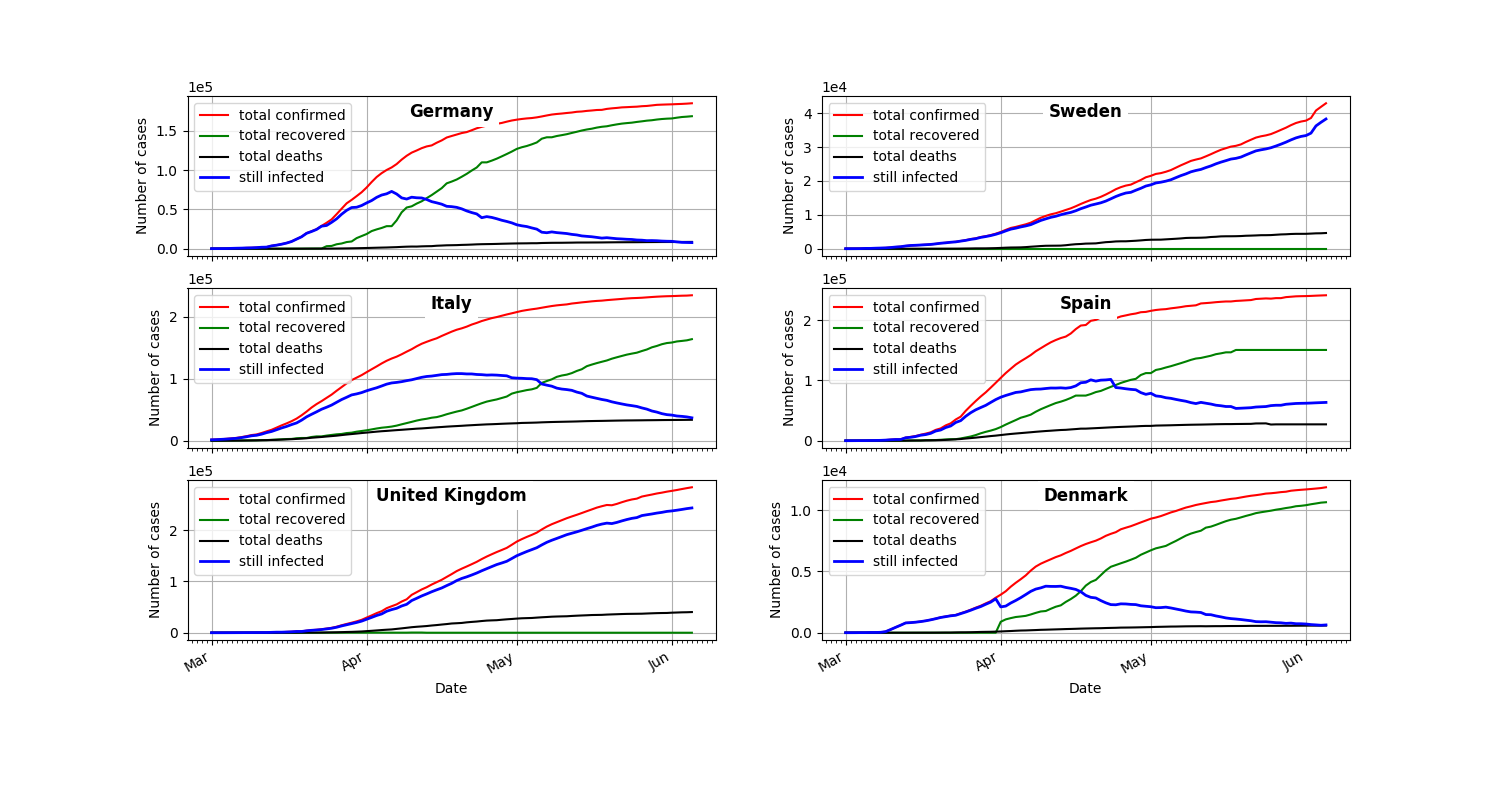 1e5
Germany
Number of cases
1.5
1.0
0.5
0.0
total confirmed
total recovered
total deaths
still infected
1e4
Sweden
Number of cases
4
3
2
1
0
total confirmed
total recovered
total deaths
still infected
1e5
Italy
Number of cases
2
1
0
total confirmed
total recovered
total deaths
still infected
1e5
Spain
Number of cases
2
1
0
total confirmed
total recovered
total deaths
still infected
1e5
United Kingdom
Number of cases
2
1
0
total confirmed
total recovered
total deaths
still infected
Mar
Apr
May
Jun
Date
1e4
Denmark
Number of cases
1.0
0.5
0.0
total confirmed
total recovered
total deaths
still infected
Mar
Apr
May
Jun
Date